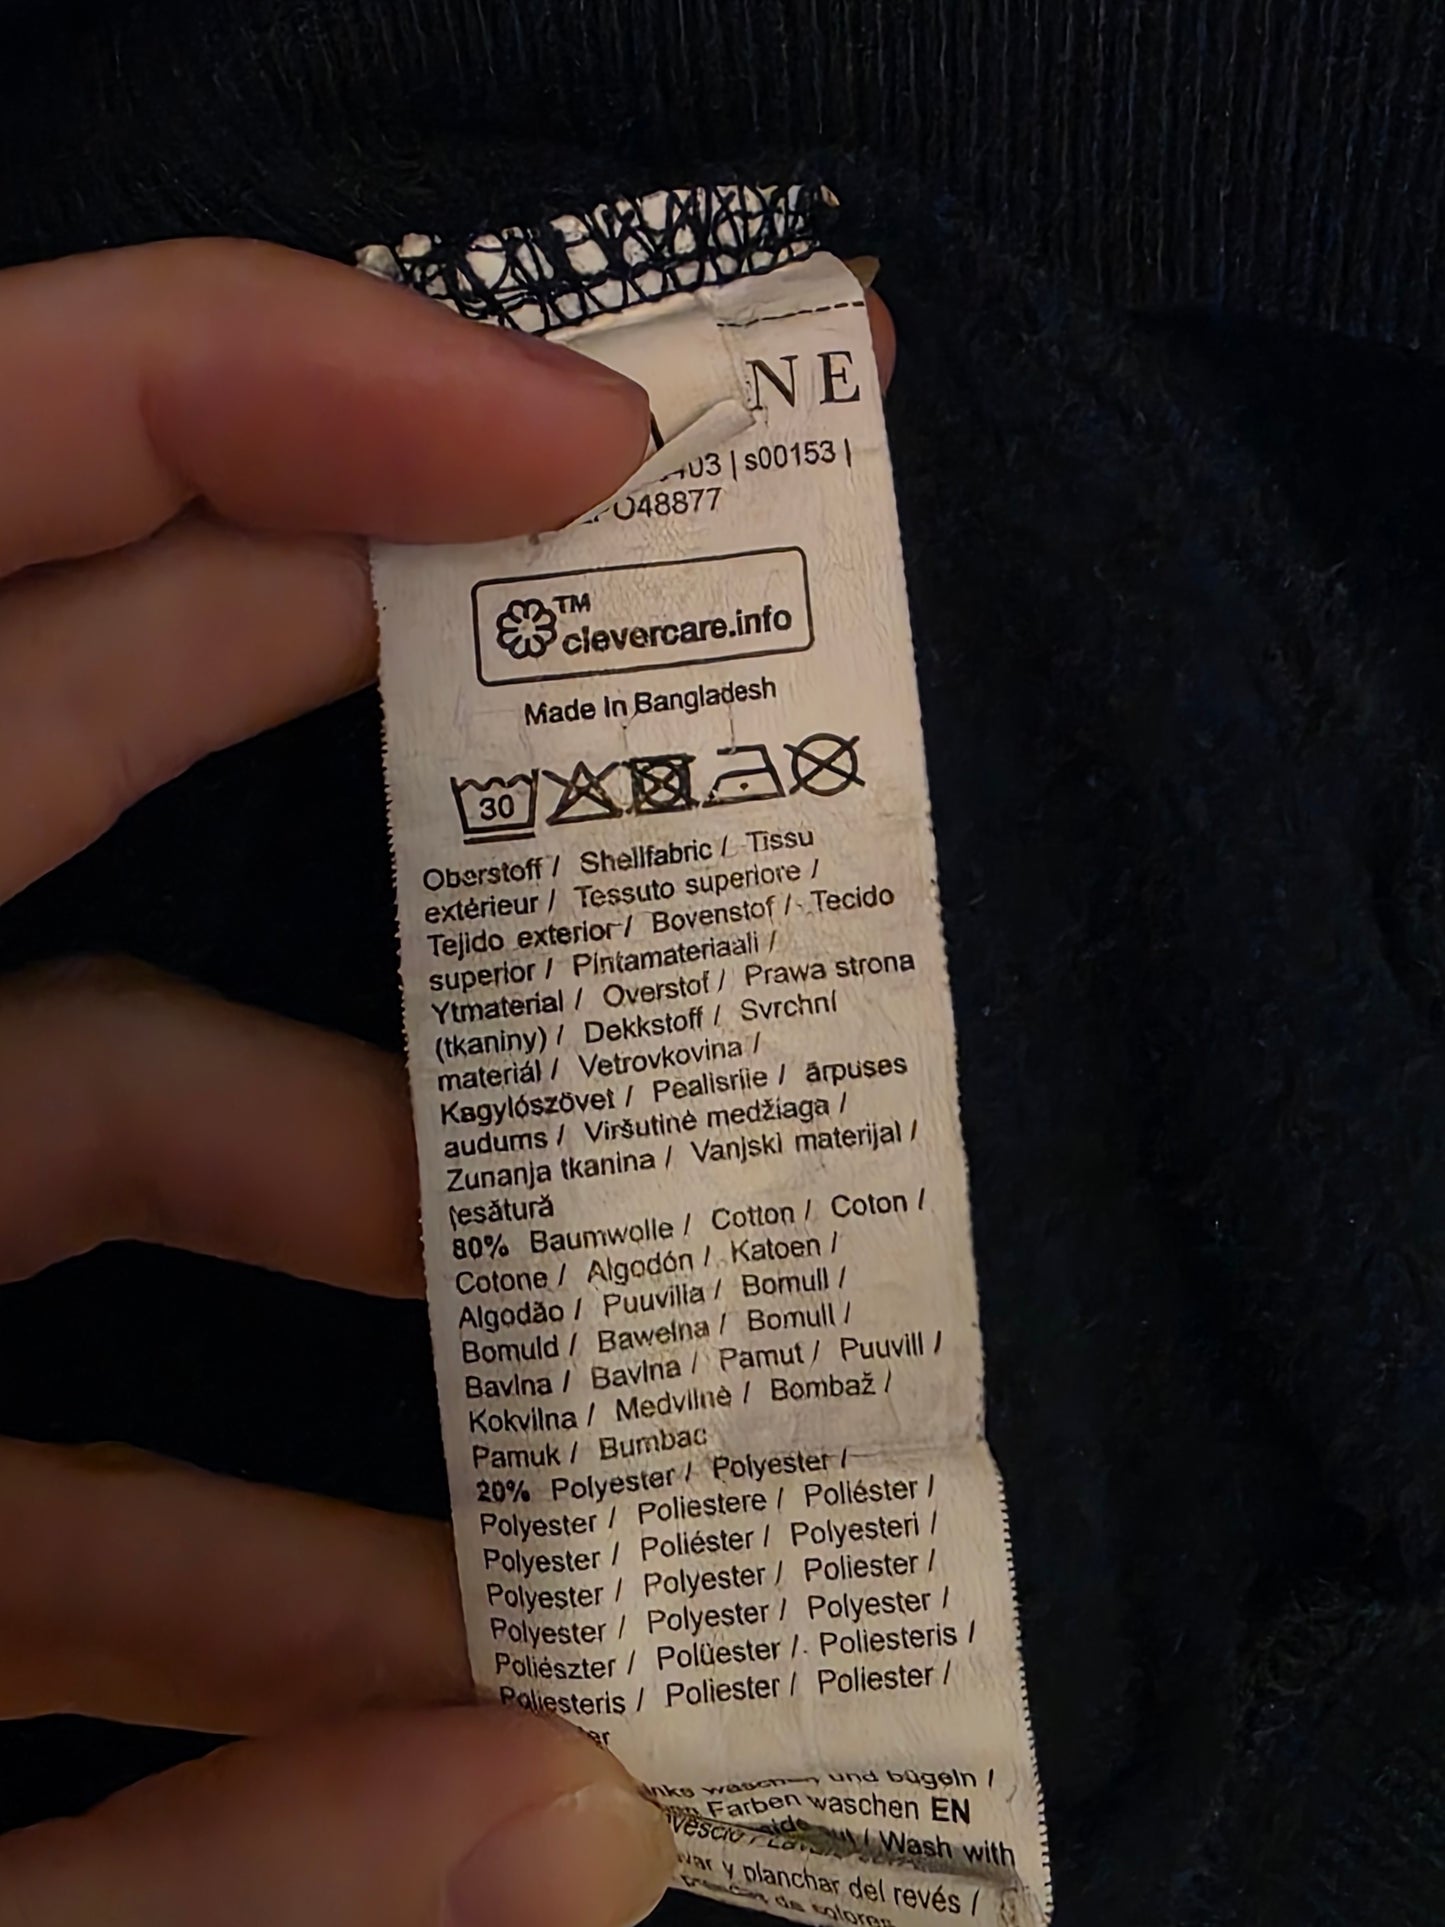 NE
| s00153 |
048877
TM
clevercare.info
Made In Bangladesh
30
Oberstoff / Shellfabric / Tissu
extérieur / Tessuto superiore /
Tejido exterior / Bovenstof / Tecido
superior / Pintamateriaali /
Ytmaterial / Overstof / Prawa strona
(tkaniny) / Dekkstoff / Svrchní
materiál / Vetrovkovina /
Kagylószövet / Pealisriie / ārpuses
audums / Viršutinė medžiaga /
Zunanja tkanina / Vanjski materijal /
țesătură
80% Baumwolle / Cotton / Coton /
Cotone / Algodón / Katoen /
Algodão / Puuvilla / Bomull /
Bomuld / Bawełna / Bomull /
Bavlna / Bavlna / Pamut / Puuvill /
Kokvilna / Medvilnė / Bombaž /
Pamuk / Bumbac
20% Polyester / Polyester /
Polyester / Poliestere / Poliéster /
Polyester / Poliéster / Polyesteri /
Polyester / Polyester / Poliester /
Polyester / Polyester / Polyester /
Poliészter / Polüester / Poliesteris /
Poliesteris / Poliester / Poliester /
waschen und bügeln /
Farben waschen EN
/ Wash with
y planchar del revés /
de colores